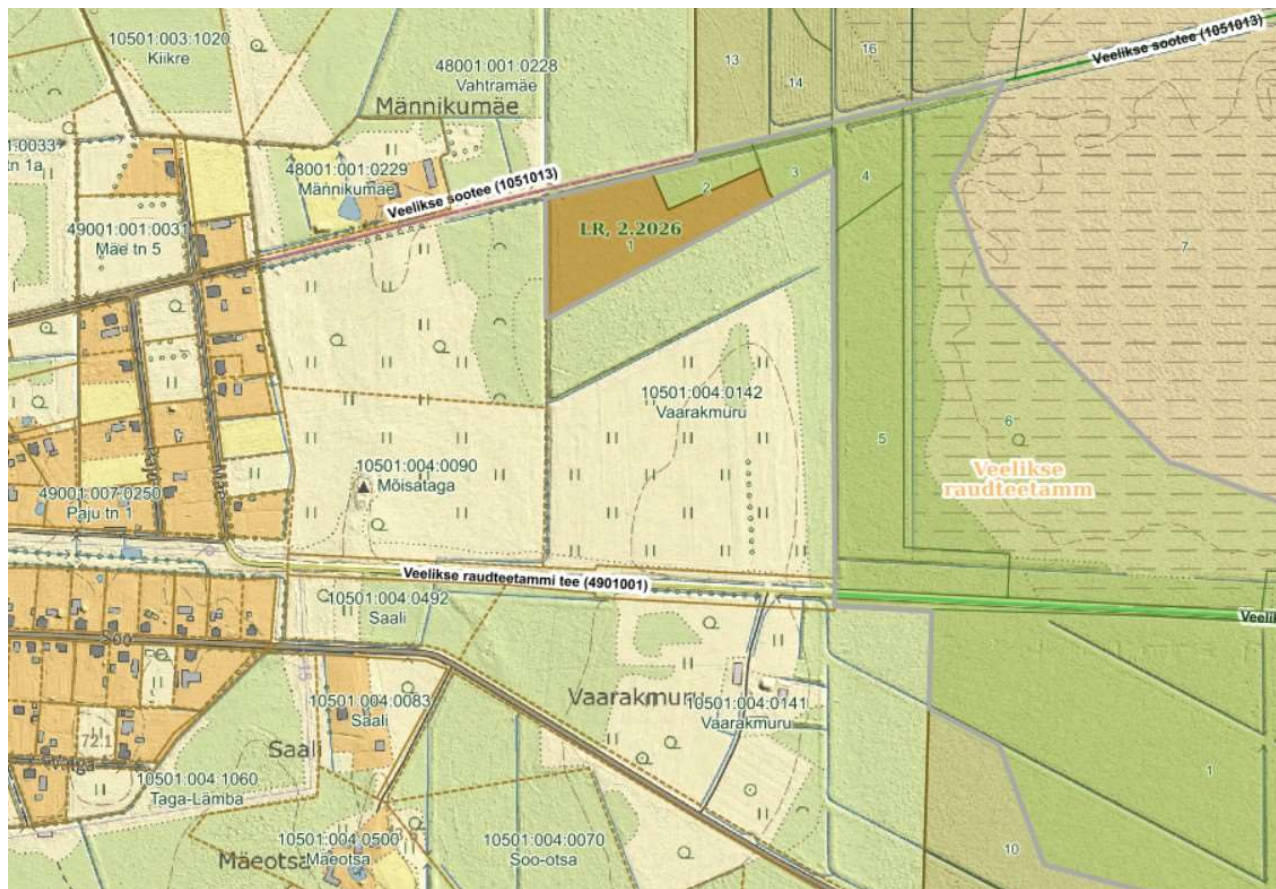 10501:003:1020
Kiikre
48001:001:0228
Vahtramäe
Männikumäe
13
14
16
Veelikse sootee (1051013)
tn 1a
48001:001:0229
Männikumäe
Veelikse sootee (1051013)
2
3
4
49001:001:0031
Mäe tn 5
LR, 2.2026
1
7
10501:004:0142
Vaarakmuru
5
6
10501:004:0090
Mõisataga
Veelikse
raudteetamm
Mäe
49001:007:0250
Paju tn 1
Veelikse raudteetammi tee (4901001)
10501:004:0492
Saali
Soo
Vaarakmuru
10501:004:0141
Vaarakmuru
10501:004:0083
Saali
15
72.1
Saali
Valga
10501:004:1060
Taga-Lämba
1
10501:004:0500
Mäeotsa
Mäeotsa
10501:004:0070
Soo-otsa
10